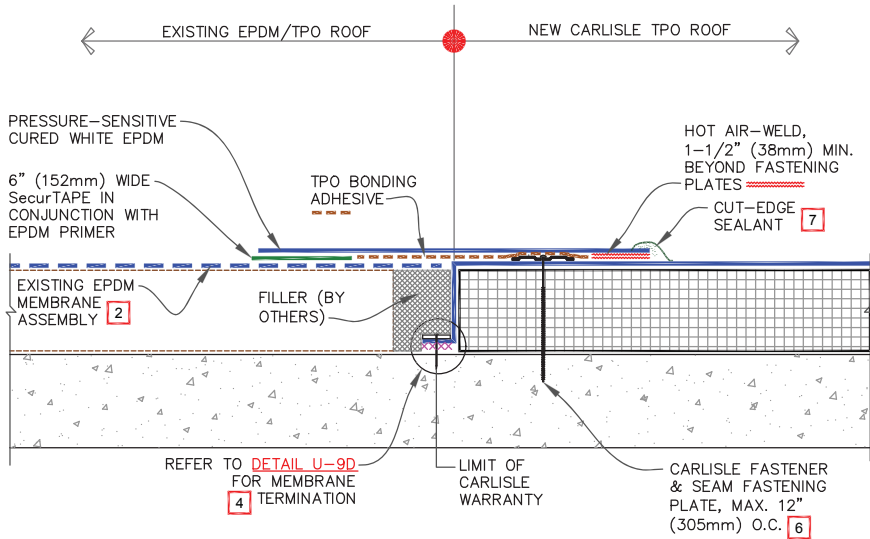 EXISTING EPDM/TPO ROOF
NEW CARLISLE TPO ROOF
PRESSURE-SENSITIVE
CURED WHITE EPDM
6" (152mm) WIDE
SecurTAPE IN
CONJUNCTION WITH
EPDM PRIMER
TPO BONDING
ADHESIVE
HOT AIR-WELD,
1-1/2" (38mm) MIN.
BEYOND FASTENING
PLATES
CUT-EDGE
SEALANT 7
EXISTING EPDM
MEMBRANE
ASSEMBLY 2
FILLER (BY
OTHERS)
REFER TO DETAIL U-9D
FOR MEMBRANE
4 TERMINATION
LIMIT OF
CARLISLE
WARRANTY
CARLISLE FASTENER
& SEAM FASTENING
PLATE, MAX. 12"
(305mm) O.C. 6